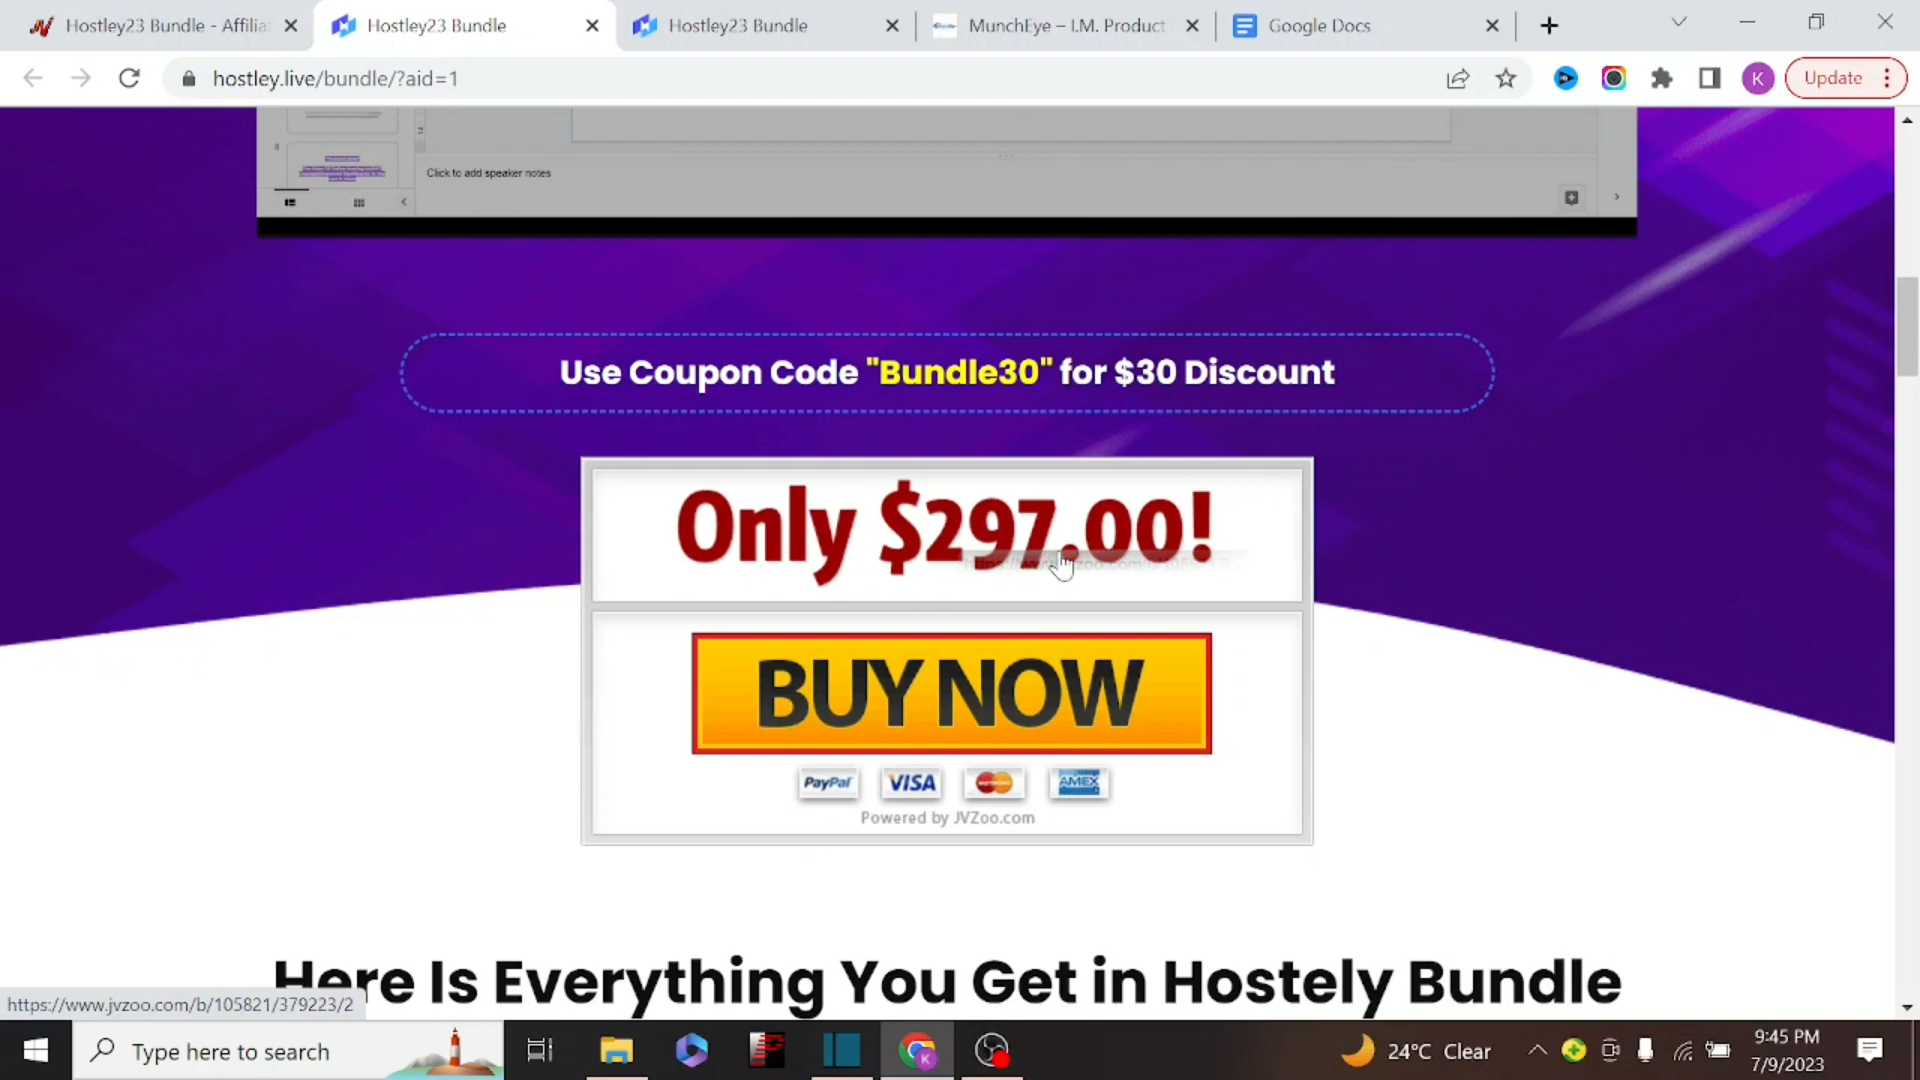 Hostley23 Bundle - Affilia
Hostley23 Bundle
Hostley23 Bundle
MunchEye – I.M. Product
Google Docs
hostley.live/bundle/?aid=1
K
Update
Click to add speaker notes
Use Coupon Code "Bundle30" for $30 Discount
Only $297.00!
BUY NOW
PayPal VISA AMEX
Powered by JVZoo.com
Here Is Everything You Get in Hostely Bundle
https://www.jvzoo.com/b/105821/379223/2
Type here to search
24°C Clear
9:45 PM
7/9/2023